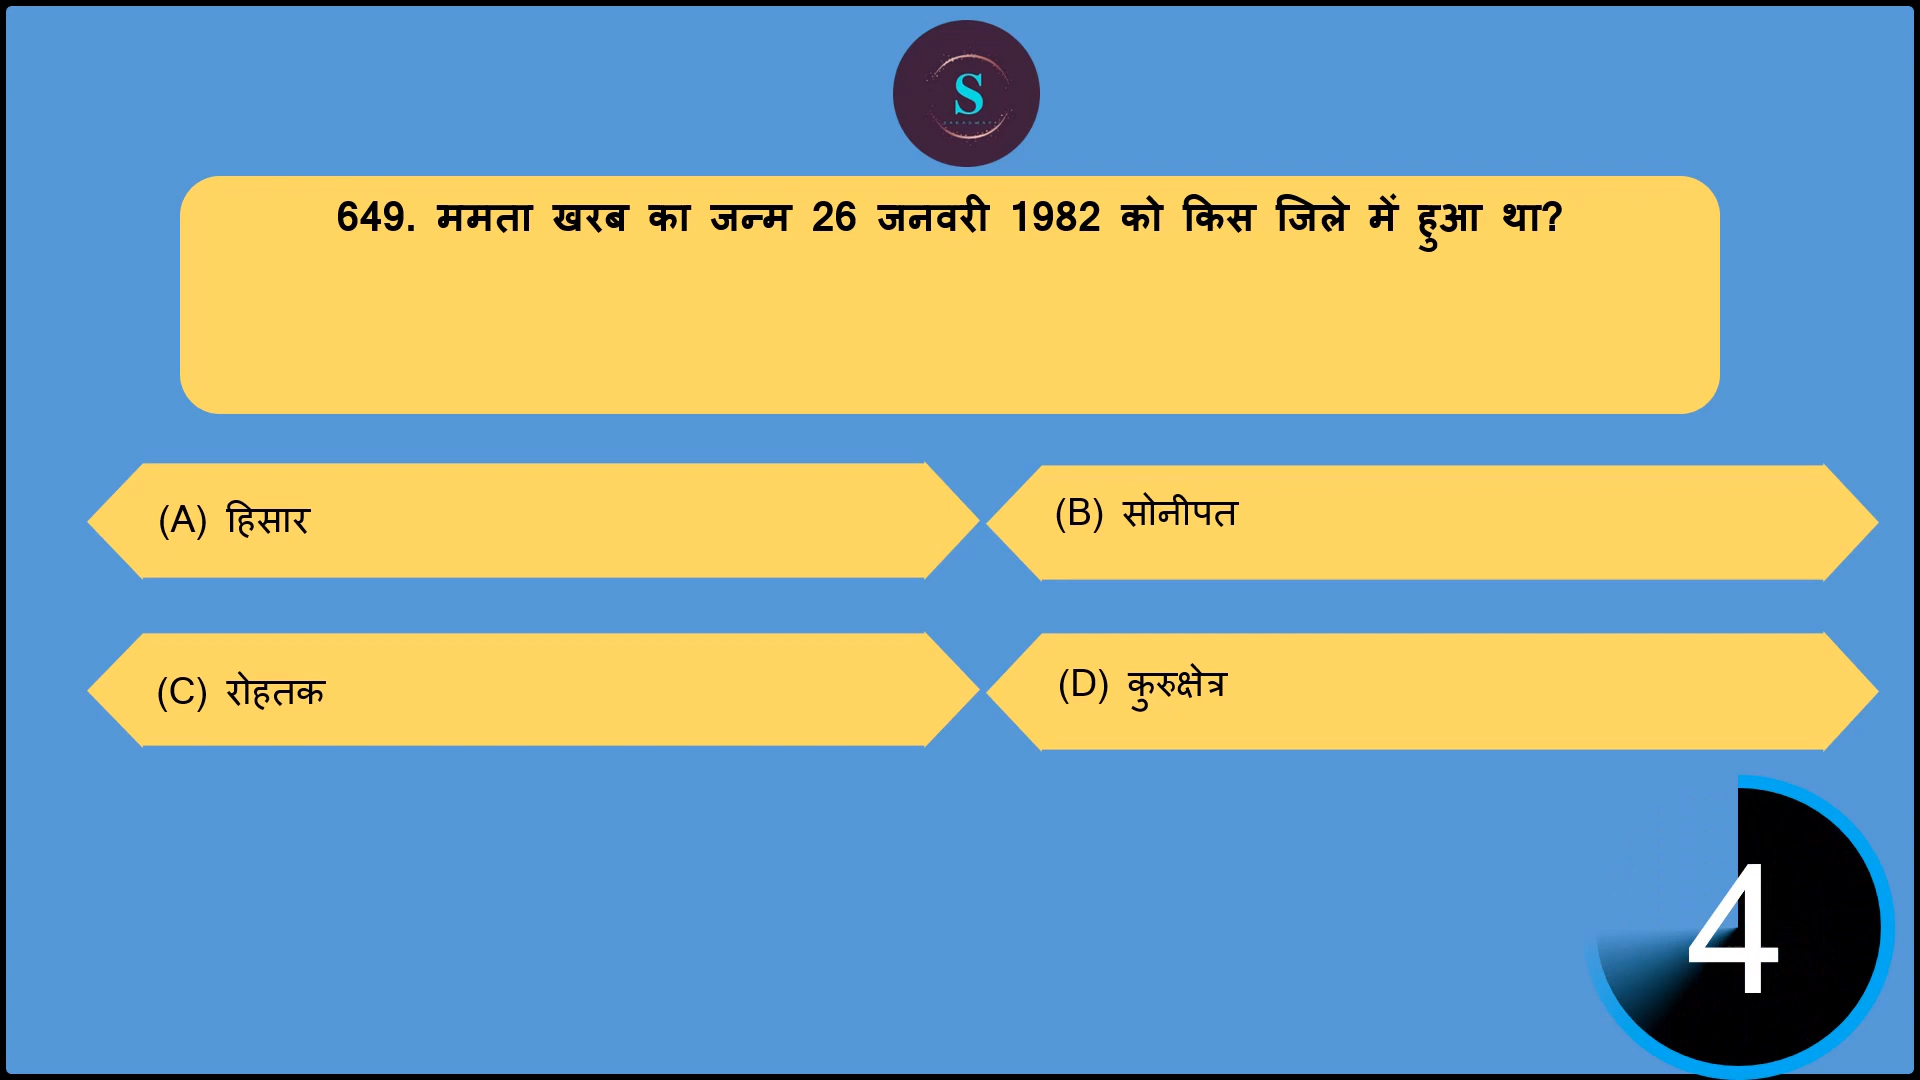 S
649. ममता खरब का जन्म 26 जनवरी 1982 को किस जिले में हुआ था?
(A) हिसार
(B) सोनीपत
(C) रोहतक
(D) कुरुक्षेत्र
4